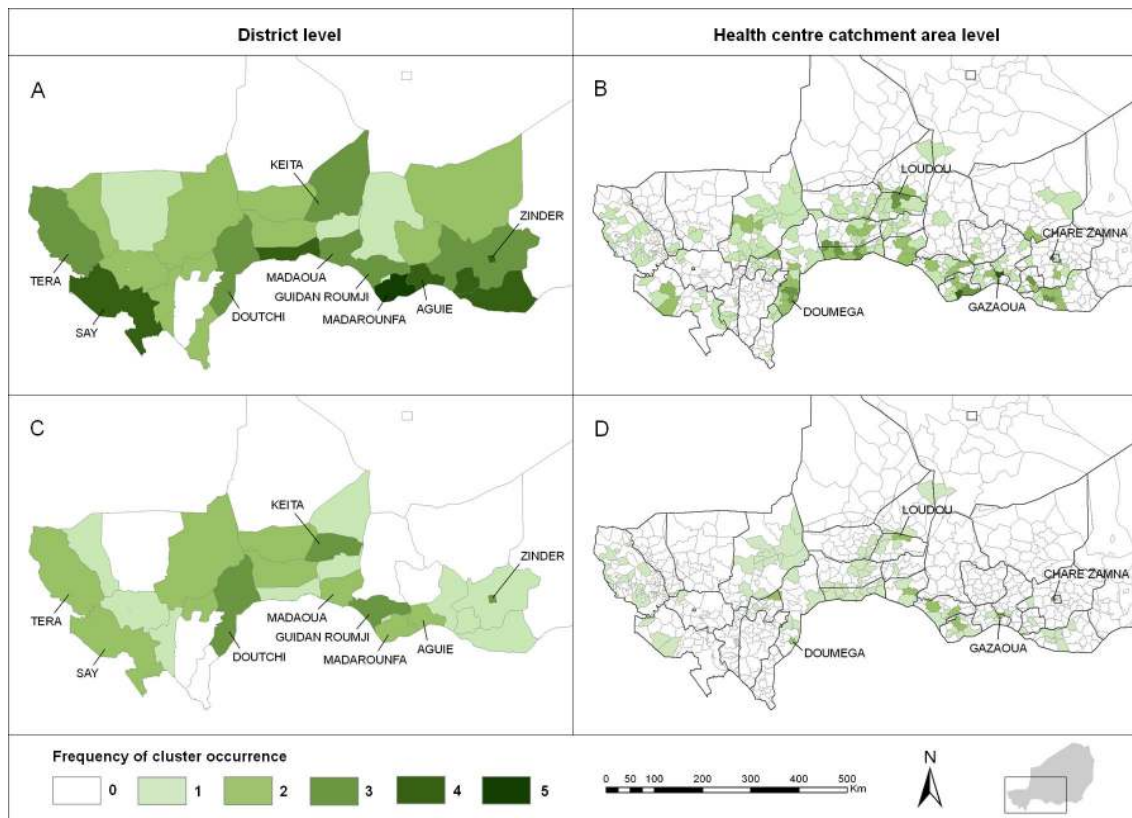 District level
Health centre catchment area level
A
KEITA
ZINDER
TERA
MADAOUA
GUIDAN ROUMJI
AGUIE
SAY
DOUTCHI
MADAROUNFA
B
LOUDOU
CHARE ZAMNA
GAZAOUA
DOUMEGA
C
KEITA
ZINDER
TERA
MADAOUA
GUIDAN ROUMJI
AGUIE
SAY
DOUTCHI
MADAROUNFA
D
LOUDOU
CHARE ZAMNA
GAZAOUA
DOUMEGA
Frequency of cluster occurrence
0 1 2 3 4 5
0 50 100 200 300 400 500
Km
N